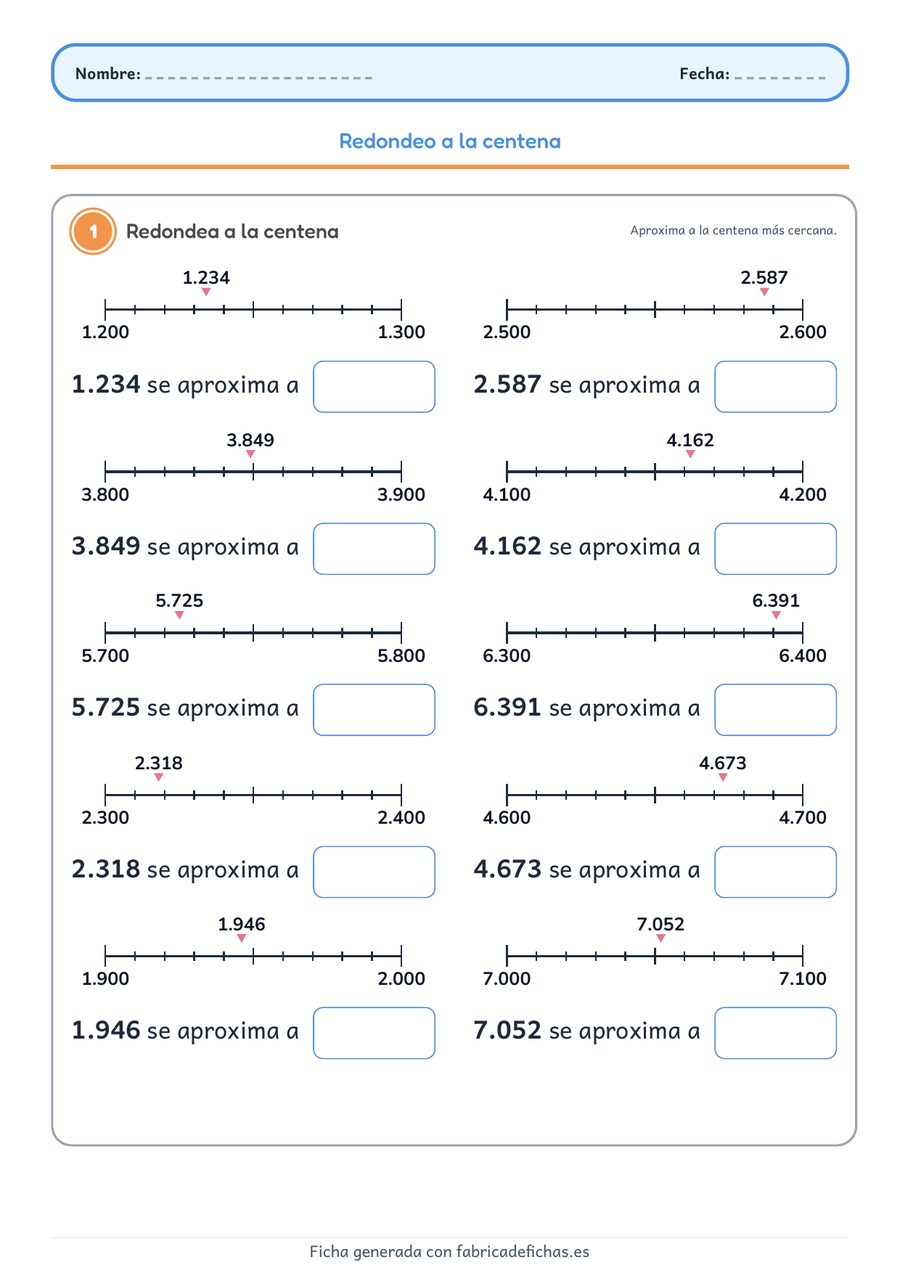 Nombre: Fecha:
Redondeo a la centena
1 Redondea a la centena Aproxima a la centena más cercana.
1.234 2.587
1.200 1.300 2.500 2.600
1.234 se aproxima a 2.587 se aproxima a
3.849 4.162
3.800 3.900 4.100 4.200
3.849 se aproxima a 4.162 se aproxima a
5.725 6.391
5.700 5.800 6.300 6.400
5.725 se aproxima a 6.391 se aproxima a
2.318 4.673
2.300 2.400 4.600 4.700
2.318 se aproxima a 4.673 se aproxima a
1.946 7.052
1.900 2.000 7.000 7.100
1.946 se aproxima a 7.052 se aproxima a
Ficha generada con fabricadefichas.es